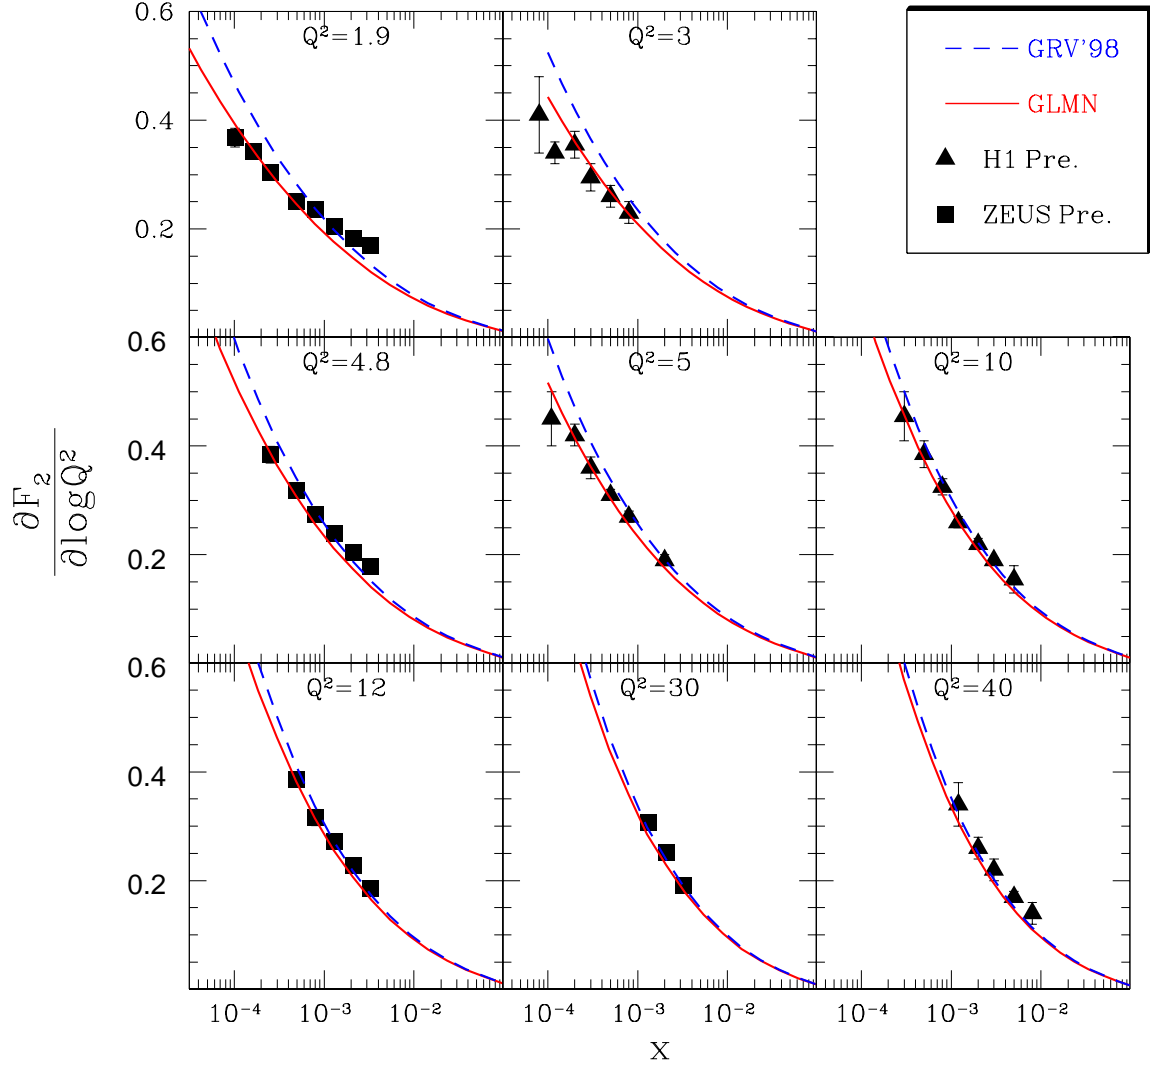 0.6
Q²=1.9
Q²=3
GRV'98
GLMN
H1 Pre.
ZEUS Pre.
0.4
0.2
0.6
Q²=4.8
Q²=5
Q²=10
0.4
0.2
∂F₂
∂logQ²
0.6
Q²=12
Q²=30
Q²=40
0.4
0.2
10⁻⁴ 10⁻³ 10⁻² 10⁻⁴ 10⁻³ 10⁻² 10⁻⁴ 10⁻³ 10⁻²
X